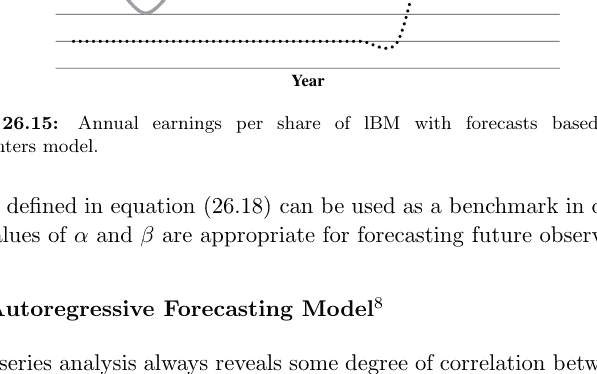 Year
26.15: Annual earnings per share of lBM with forecasts based
nters model.
defined in equation (26.18) can be used as a benchmark in
alues of α and β are appropriate for forecasting future observ
Autoregressive Forecasting Model⁸
series analysis always reveals some degree of correlation betw